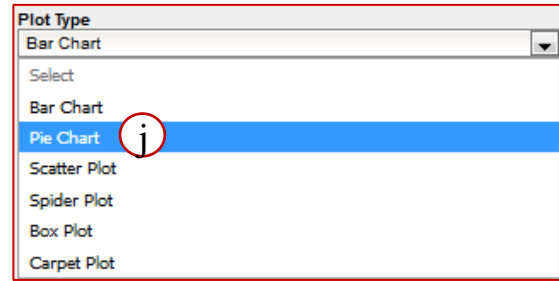 Plot Type
Bar Chart
Select
Bar Chart
Pie Chart j
Scatter Plot
Spider Plot
Box Plot
Carpet Plot